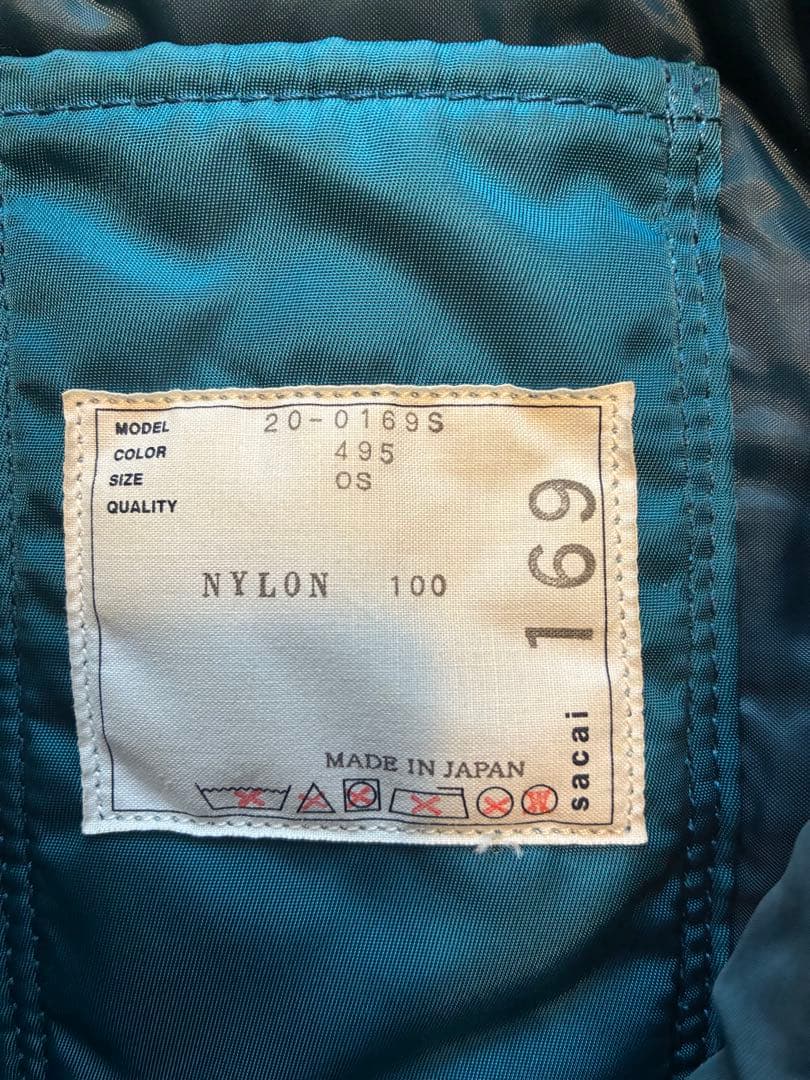 MODEL 20-0169S
COLOR 495
SIZE OS
QUALITY
NYLON 100
169
sacai
MADE IN JAPAN